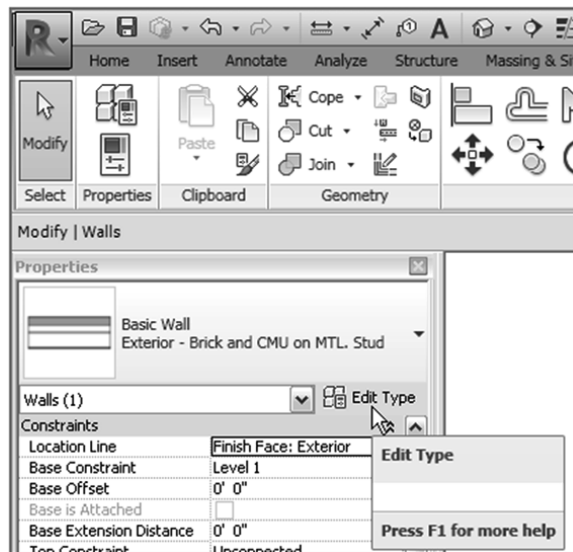 R
A
Home Insert Annotate Analyze Structure Massing & Si
Modify
Paste
Cope
Cut
Join
Select Properties Clipboard Geometry
Modify | Walls
Properties
Basic Wall
Exterior - Brick and CMU on MTL. Stud
Walls (1) Edit Type
Constraints
Location Line Finish Face: Exterior
Base Constraint Level 1
Base Offset 0' 0"
Base is Attached
Base Extension Distance 0' 0"
Top Constraint Unconnected
Edit Type
Press F1 for more help